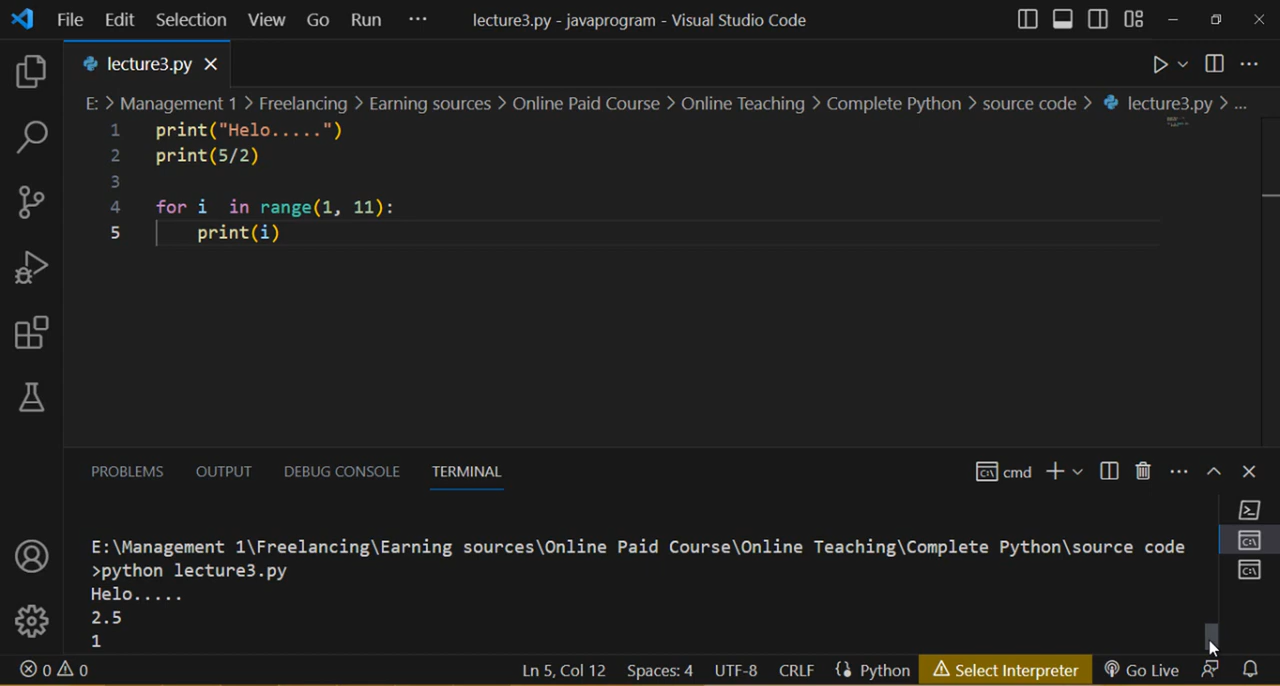 File Edit Selection View Go Run ··· lecture3.py - javaprogram - Visual Studio Code
lecture3.py
E: > Management 1 > Freelancing > Earning sources > Online Paid Course > Online Teaching > Complete Python > source code > lecture3.py > ...
1 print("Helo.....")
2 print(5/2)
3
4 for i  in range(1, 11):
5     print(i)
PROBLEMS OUTPUT DEBUG CONSOLE TERMINAL cmd
E:\Management 1\Freelancing\Earning sources\Online Paid Course\Online Teaching\Complete Python\source code
>python lecture3.py
Helo.....
2.5
1
0 0 Ln 5, Col 12 Spaces: 4 UTF-8 CRLF Python Select Interpreter Go Live